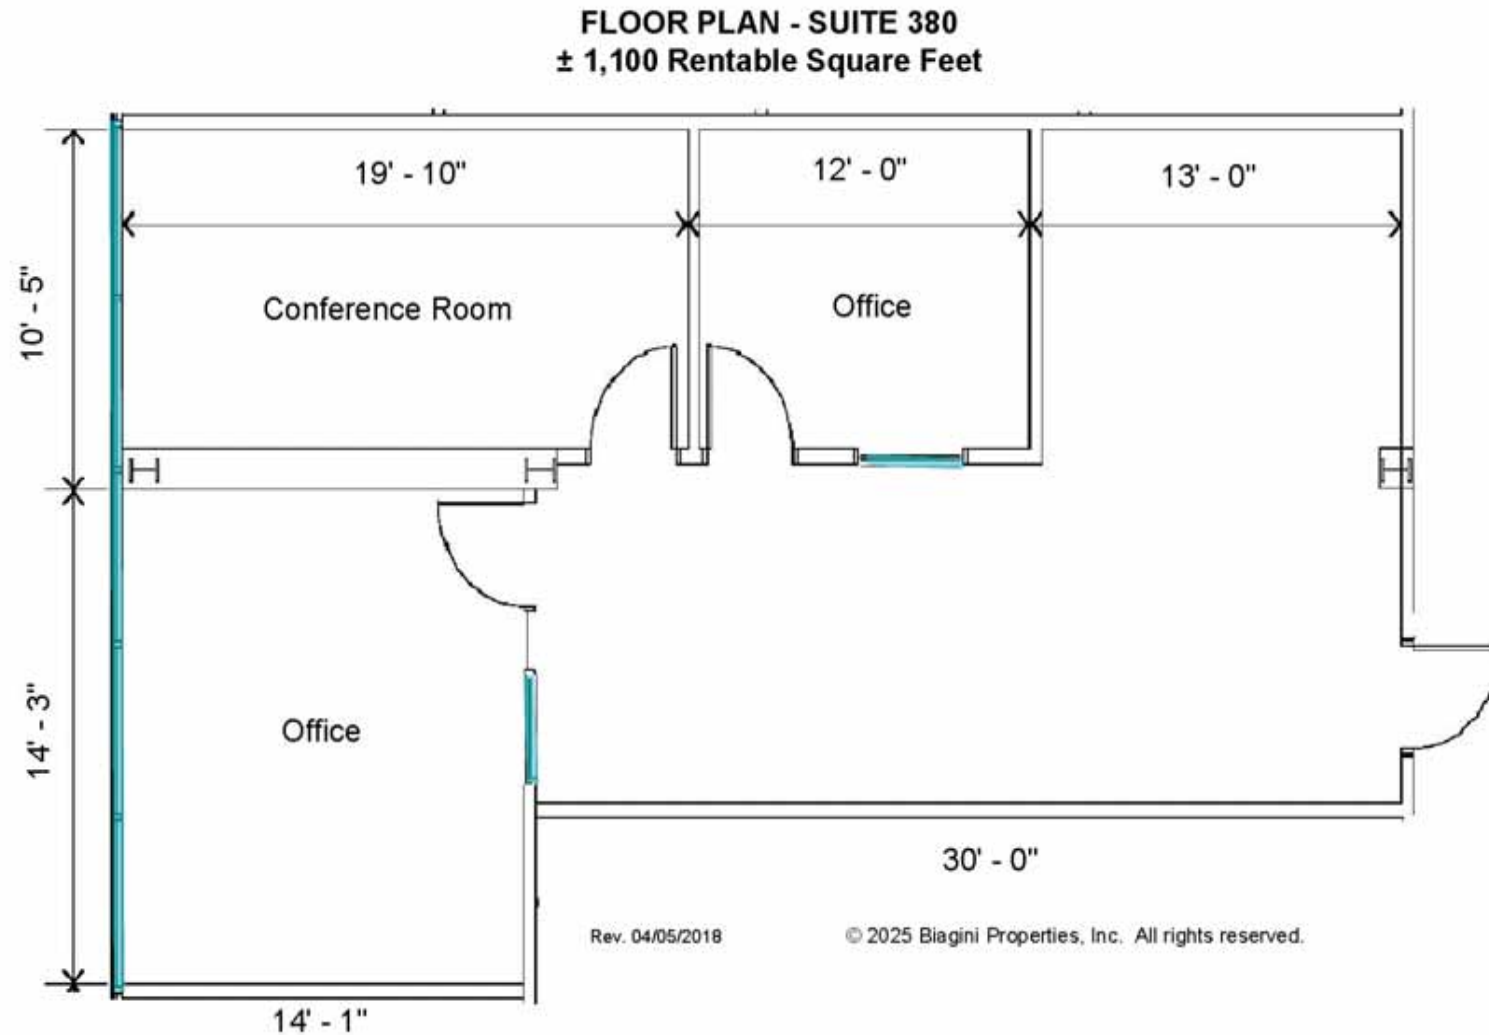 FLOOR PLAN - SUITE 380
± 1,100 Rentable Square Feet
19' - 10"
12' - 0"
13' - 0"
10' - 5"
Conference Room
Office
14' - 3"
Office
30' - 0"
Rev. 04/05/2018
© 2025 Biagini Properties, Inc. All rights reserved.
14' - 1"